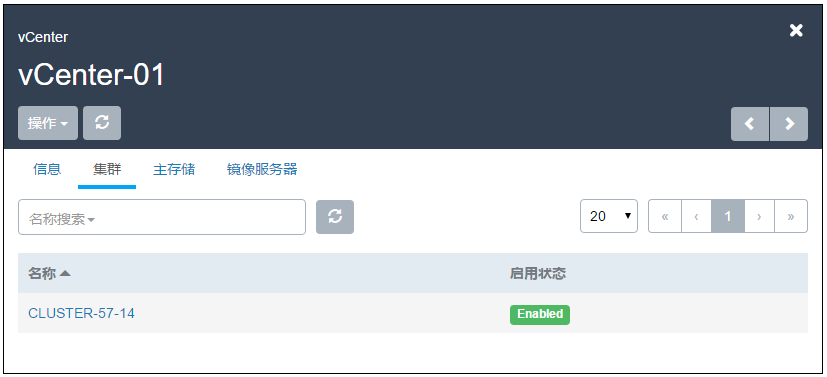 vCenter
vCenter-01
操作
信息 集群 主存储 镜像服务器
名称搜索 20 « ‹ 1 › »
名称 启用状态
CLUSTER-57-14 Enabled